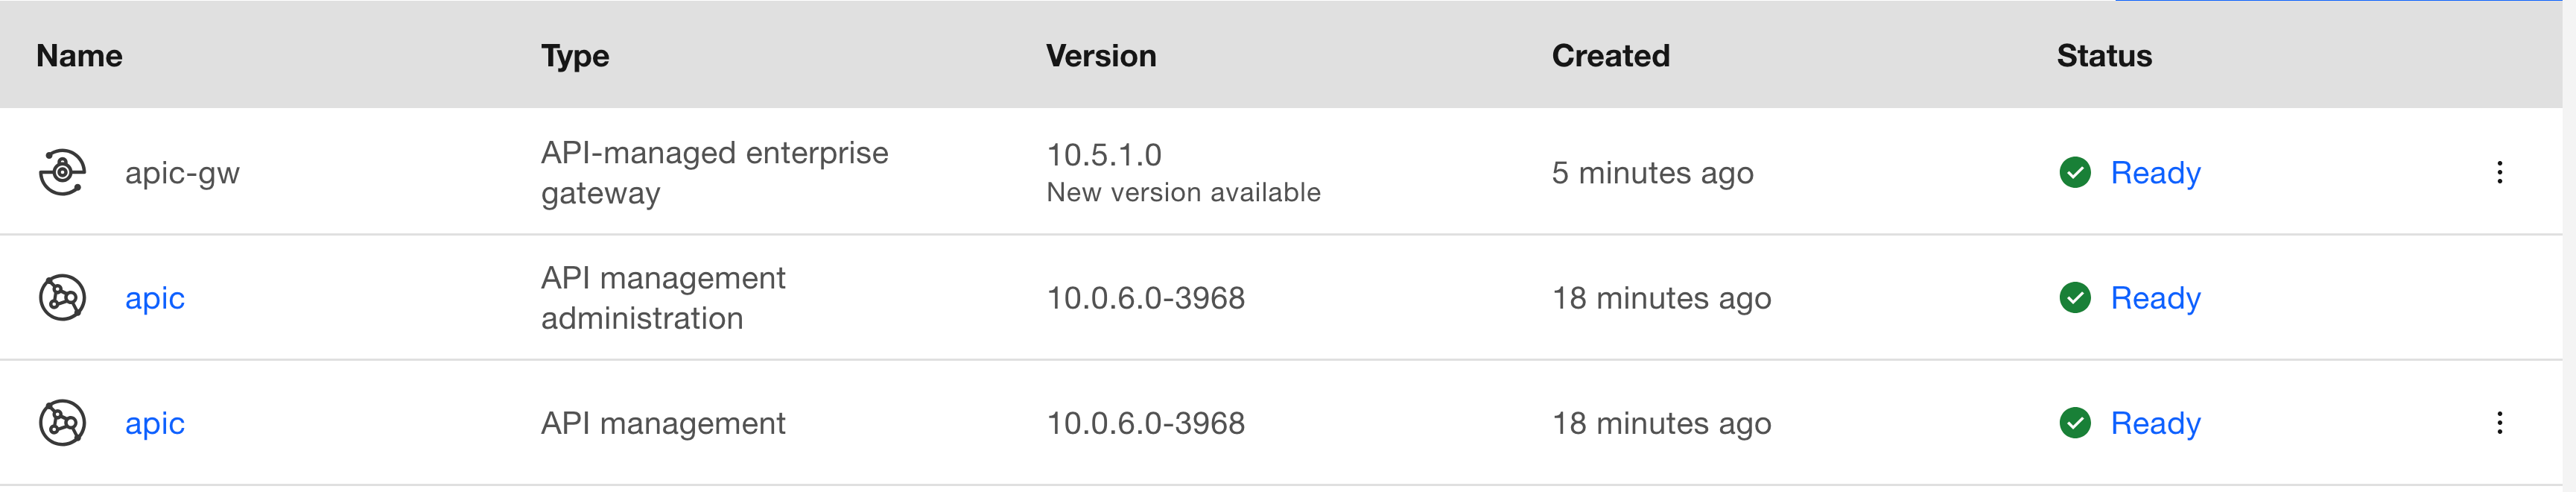 Name Type Version Created Status
apic-gw API-managed enterprise gateway 10.5.1.0 New version available 5 minutes ago Ready
apic API management administration 10.0.6.0-3968 18 minutes ago Ready
apic API management 10.0.6.0-3968 18 minutes ago Ready